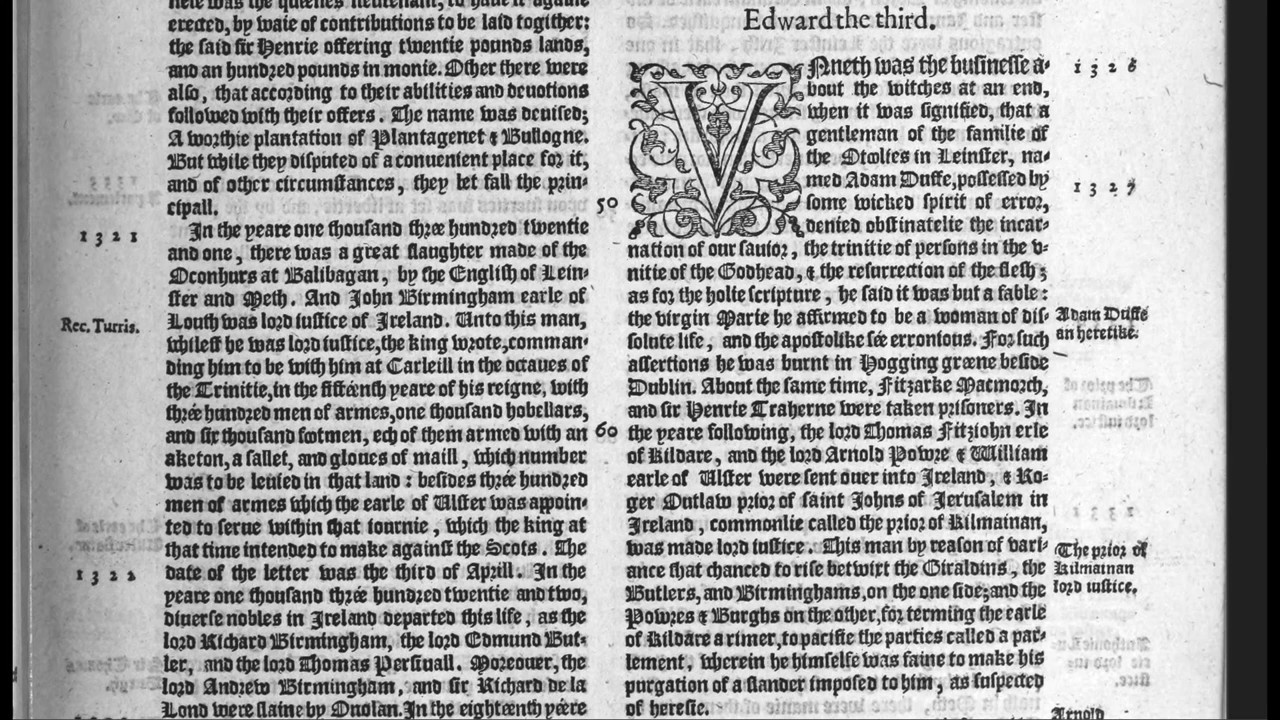 here was the queenes lieutenant, to haue it againe
erected, by waie of contributions to be laid togither:
the said sir Henrie offering twentie pounds lands,
and an hundred pounds in monie. Other there were
also, that according to their abilities and deuotions
followed with their offers. The name was deuised;
A worthie plantation of Plantagenet & Bullogne.
But while they disputed of a conuenient place for it,
and of other circumstances, they let fall the prin-
cipall.
50
1321
In the yeare one thousand three hundred twentie
and one, there was a great slaughter made of the
Oconhurs at Balibagan, by the English of Lein-
ster and Meth. And John Birmingham earle of
Rec. Turris.
Louth was lord iustice of Ireland. Unto this man,
whilest he was lord iustice, the king wrote, comman-
ding him to be with him at Carleill in the octaues of
the Trinitie, in the fifteenth yeare of his reigne, with
three hundred men of armes, one thousand hobellars,
and six thousand footmen, ech of them armed with an
60
aketon, a sallet, and gloues of maill, which number
was to be leuied in that land: besides three hundred
men of armes which the earle of Ulster was appoin-
ted to serue within that iournie, which the king at
that time intended to make against the Scots. The
1322
date of the letter was the third of Aprill. In the
yeare one thousand three hundred twentie and two,
diuerse nobles in Ireland departed this life, as the
lord Richard Birmingham, the lord Edmund But-
ler, and the lord Thomas Persiuall. Moreouer, the
lord Andrew Birmingham, and sir Richard de la
Lond were slaine by Onolan. In the eighteenth yeere
Edward the third.
VNneth was the businesse a-
1326
bout the witches at an end,
when it was signified, that a
gentleman of the familie of
the Otoolies in Leinster, na-
med Adam Duffe, possessed by
1327
some wicked spirit of error,
denied obstinatelie the incar-
nation of our sauior, the trinitie of persons in the v-
nitie of the Godhead, & the resurrection of the flesh;
as for the holie scripture, he said it was but a fable:
the virgin Marie he affirmed to be a woman of dis-
Adam Duffe
an heretike.
solute life, and the apostolike see erronious. For such
assertions he was burnt in Hogging greene beside
Dublin. About the same time, Fitzarke Macmorch,
and sir Henrie Traherne were taken prisoners. In
the yeare following, the lord Thomas Fitziohn erle
of Kildare, and the lord Arnold Powre & William
earle of Ulster were sent ouer into Ireland, & Ro-
ger Outlaw prior of saint Johns of Jerusalem in
Ireland, commonlie called the prior of Kilmainan,
was made lord iustice. This man by reason of vari-
The prior of
Kilmainan
lord iustice.
ance that chanced to rise betwixt the Giraldins, the
Butlers, and Birminghams, on the one side; and the
Powres & Burghs on the other, for terming the earle
of Kildare a rimer, to pacifie the parties called a par-
lement, wherein he himselfe was faine to make his
purgation of a slander imposed to him, as suspected
of heresie.
Arnold